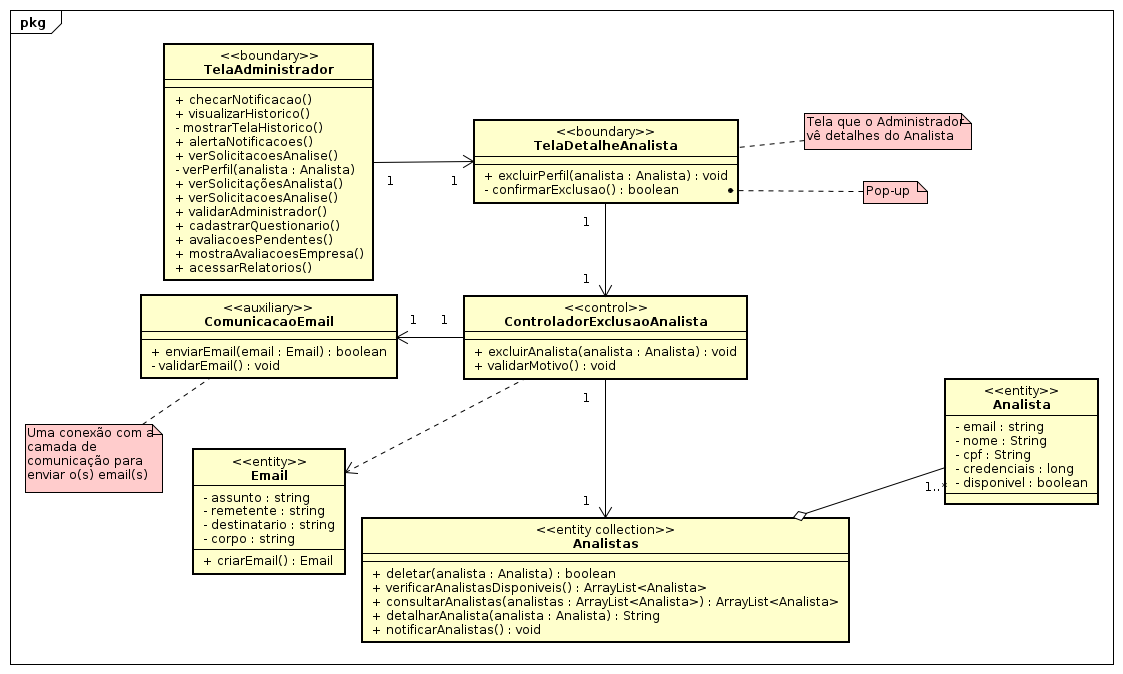 pkg
<<boundary>>
TelaAdministrador
+ checarNotificacao()
+ visualizarHistorico()
- mostrarTelaHistorico()
+ alertaNotificacoes()
+ verSolicitacoesAnalise()
- verPerfil(analista : Analista)
+ verSolicitaçõesAnalista()
+ verSolicitacoesAnalise()
+ validarAdministrador()
+ cadastrarQuestionario()
+ avaliacoesPendentes()
+ mostraAvaliacoesEmpresa()
+ acessarRelatorios()
1
1
<<boundary>>
TelaDetalheAnalista
+ excluirPerfil(analista : Analista) : void
- confirmarExclusao() : boolean
Tela que o Administrador
vê detalhes do Analista
Pop-up
1
1
<<auxiliary>>
ComunicacaoEmail
+ enviarEmail(email : Email) : boolean
- validarEmail() : void
1
1
<<control>>
ControladorExclusaoAnalista
+ excluirAnalista(analista : Analista) : void
+ validarMotivo() : void
Uma conexão com a
camada de
comunicação para
enviar o(s) email(s)
<<entity>>
Email
- assunto : string
- remetente : string
- destinatario : string
- corpo : string
+ criarEmail() : Email
1
1
<<entity>>
Analista
- email : string
- nome : String
- cpf : String
- credenciais : long
- disponivel : boolean
1..*
<<entity collection>>
Analistas
+ deletar(analista : Analista) : boolean
+ verificarAnalistasDisponiveis() : ArrayList<Analista>
+ consultarAnalistas(analistas : ArrayList<Analista>) : ArrayList<Analista>
+ detalharAnalista(analista : Analista) : String
+ notificarAnalistas() : void